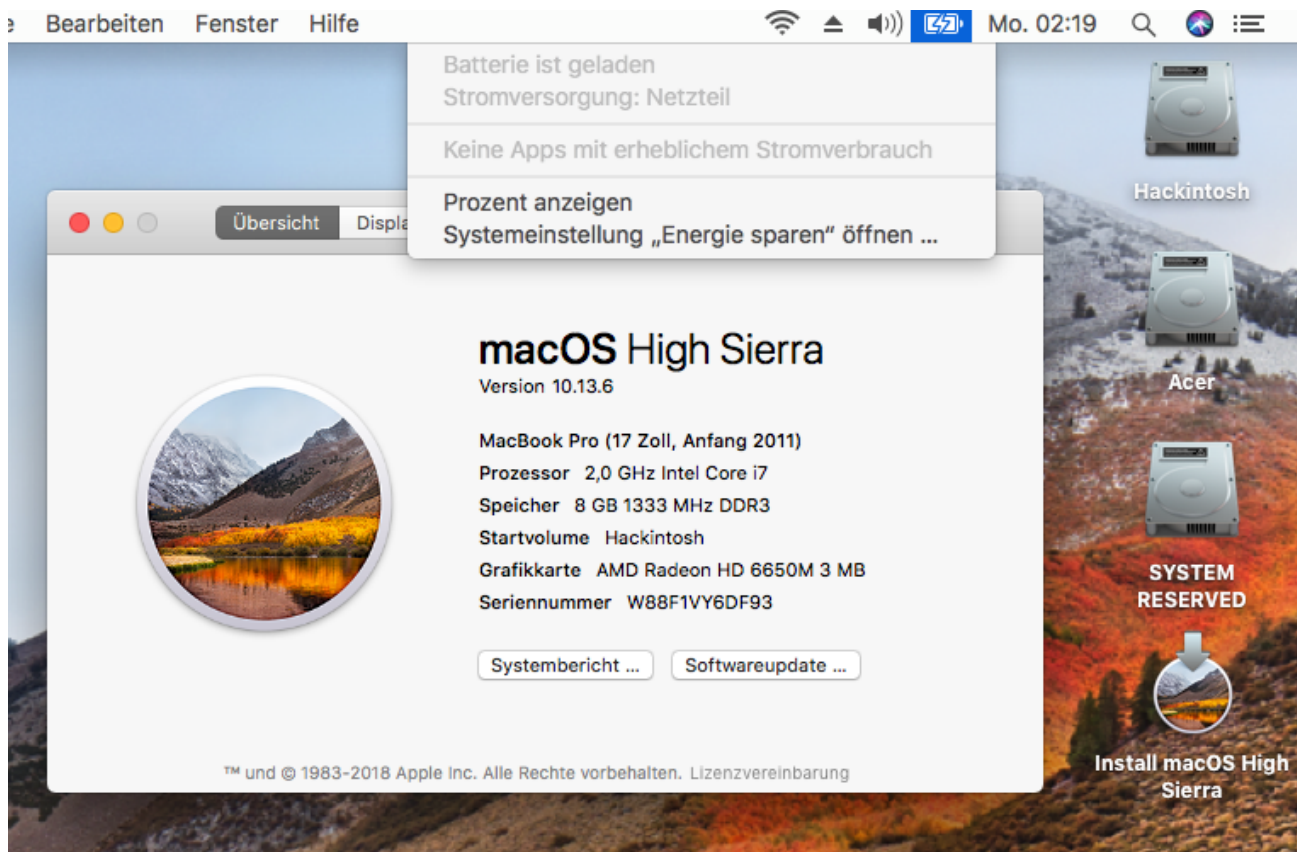 Bearbeiten Fenster Hilfe Mo. 02:19
Batterie ist geladen
Stromversorgung: Netzteil
Keine Apps mit erheblichem Stromverbrauch
Prozent anzeigen
Systemeinstellung „Energie sparen“ öffnen ...
Hackintosh
Übersicht
Acer
macOS High Sierra
Version 10.13.6
MacBook Pro (17 Zoll, Anfang 2011)
Prozessor 2,0 GHz Intel Core i7
Speicher 8 GB 1333 MHz DDR3
Startvolume Hackintosh
Grafikkarte AMD Radeon HD 6650M 3 MB
Seriennummer W88F1VY6DF93
SYSTEM
RESERVED
Systembericht ... Softwareupdate ...
Install macOS High
Sierra
™ und © 1983-2018 Apple Inc. Alle Rechte vorbehalten. Lizenzvereinbarung